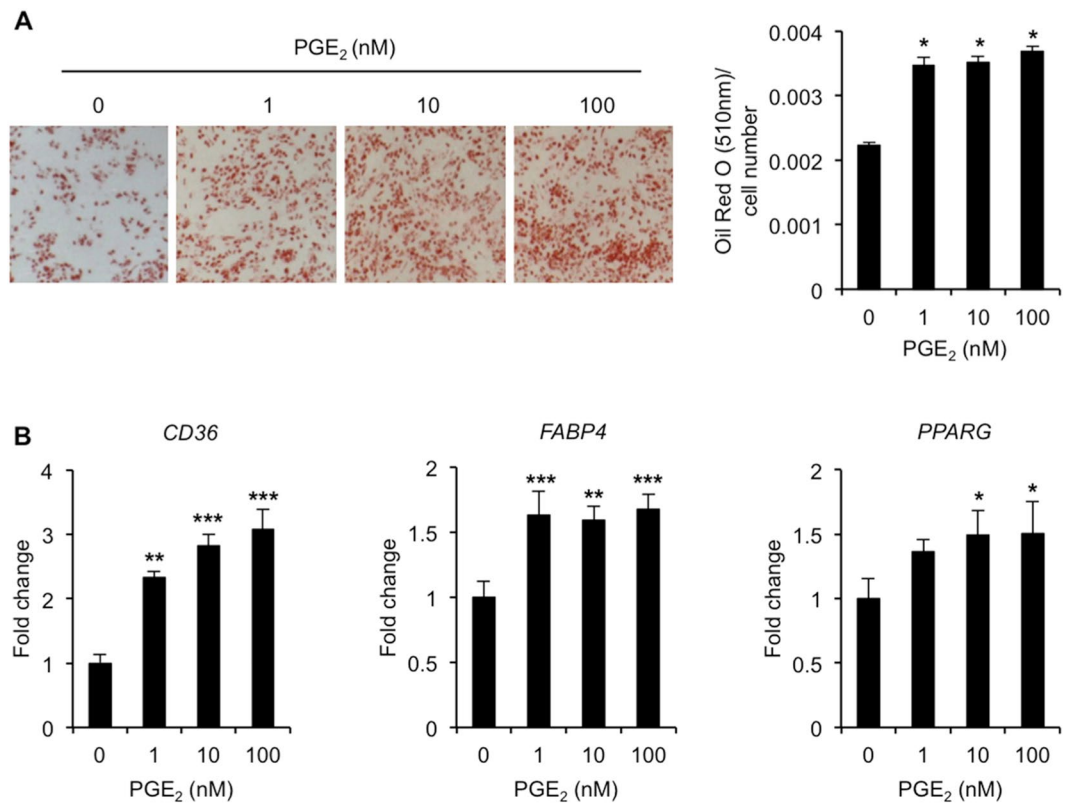 A
PGE₂ (nM)
0 1 10 100
Oil Red O (510nm)/
cell number
0.004
0.003
0.002
0.001
0
* * *
0 1 10 100
PGE₂ (nM)
B
CD36
Fold change
4
3
2
1
0
** *** ***
0 1 10 100
PGE₂ (nM)
FABP4
Fold change
2
1.5
1
0.5
0
*** ** ***
0 1 10 100
PGE₂ (nM)
PPARG
Fold change
2
1.5
1
0.5
0
* *
0 1 10 100
PGE₂ (nM)